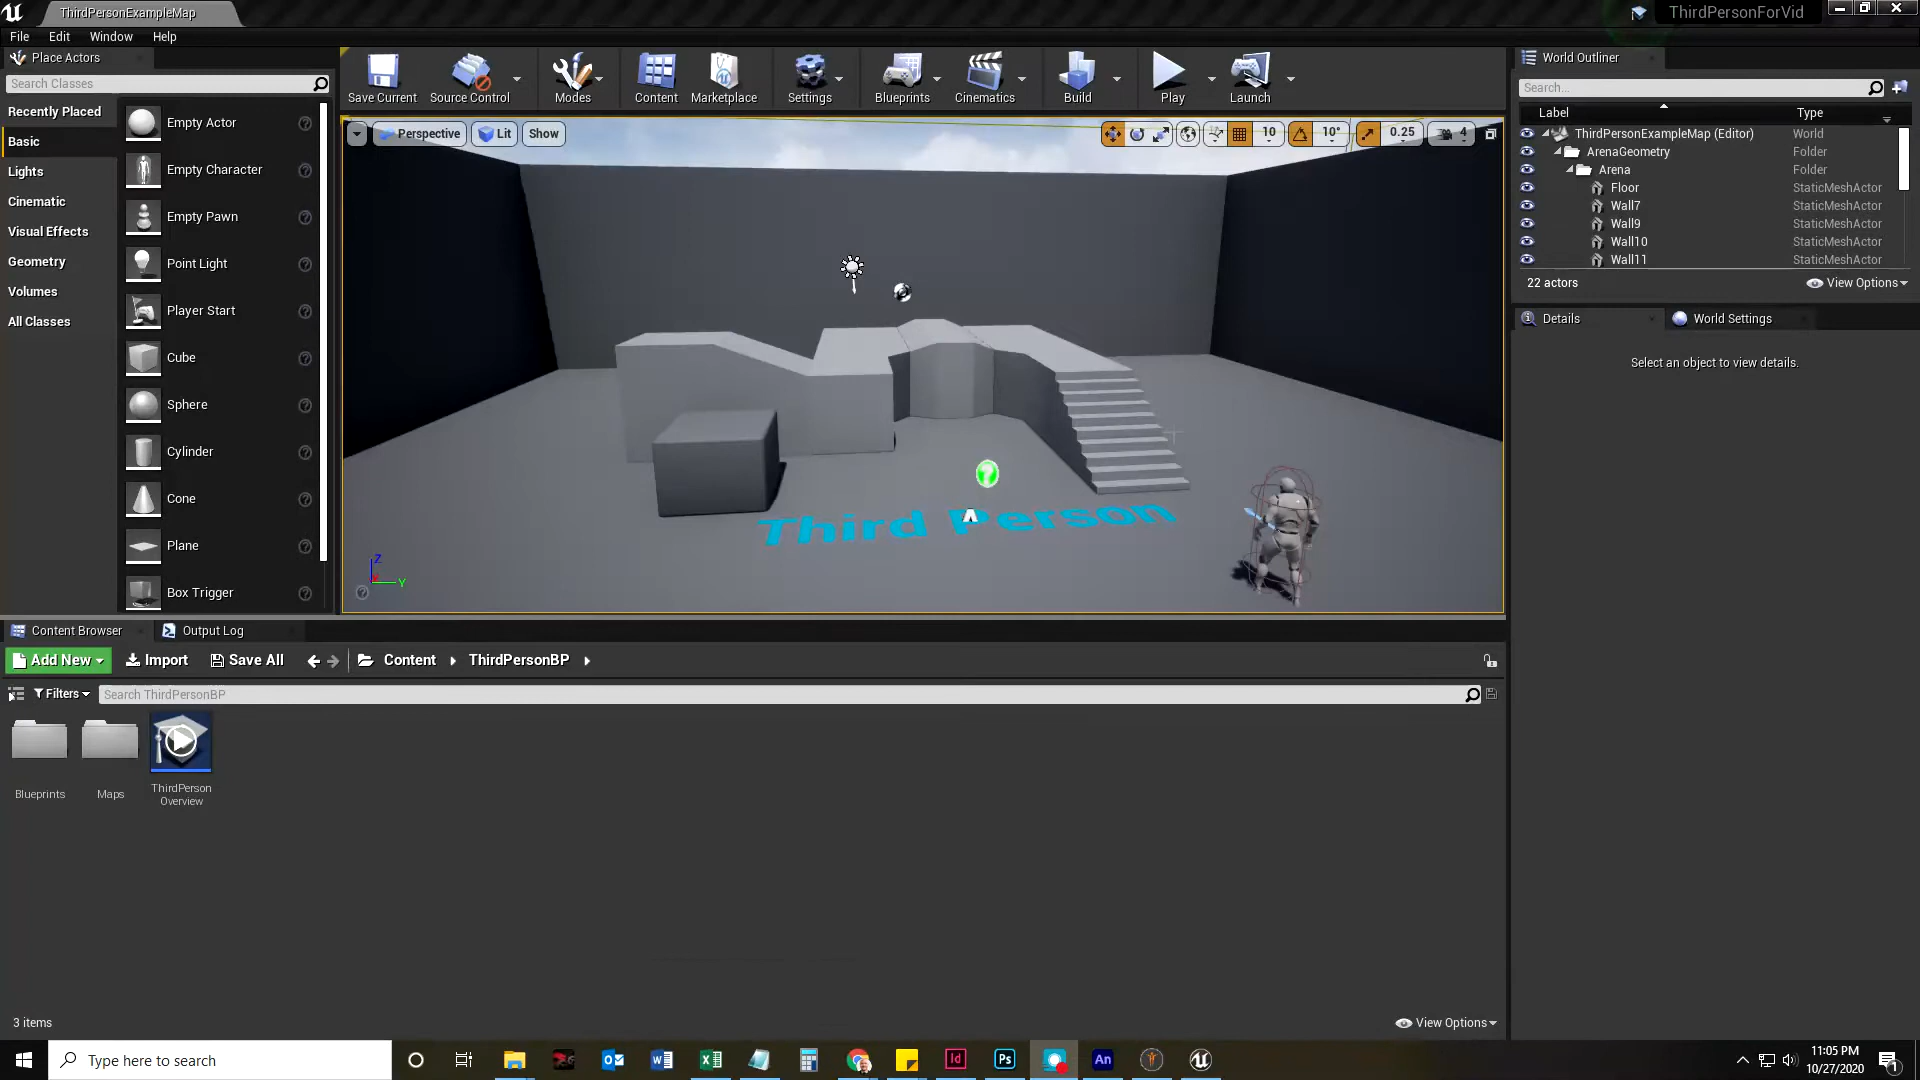 ThirdPersonExampleMap
ThirdPersonForVid
File Edit Window Help
Place Actors
Search Classes
Recently Placed
Basic
Lights
Cinematic
Visual Effects
Geometry
Volumes
All Classes
Empty Actor
Empty Character
Empty Pawn
Point Light
Player Start
Cube
Sphere
Cylinder
Cone
Plane
Box Trigger
Save Current
Source Control
Modes
Content
Marketplace
Settings
Blueprints
Cinematics
Build
Play
Launch
Perspective
Lit
Show
10
10°
0.25
4
Third Person
Z
Y
World Outliner
Search...
Label Type
ThirdPersonExampleMap (Editor) World
ArenaGeometry Folder
Arena Folder
Floor StaticMeshActor
Wall7 StaticMeshActor
Wall9 StaticMeshActor
Wall10 StaticMeshActor
Wall11 StaticMeshActor
22 actors
View Options
Details
World Settings
Select an object to view details.
Content Browser
Output Log
Add New
Import
Save All
Content
ThirdPersonBP
Filters
Search ThirdPersonBP
Blueprints
Maps
ThirdPerson
Overview
3 items
View Options
Type here to search
Id
Ps
An
11:05 PM
10/27/2020
1